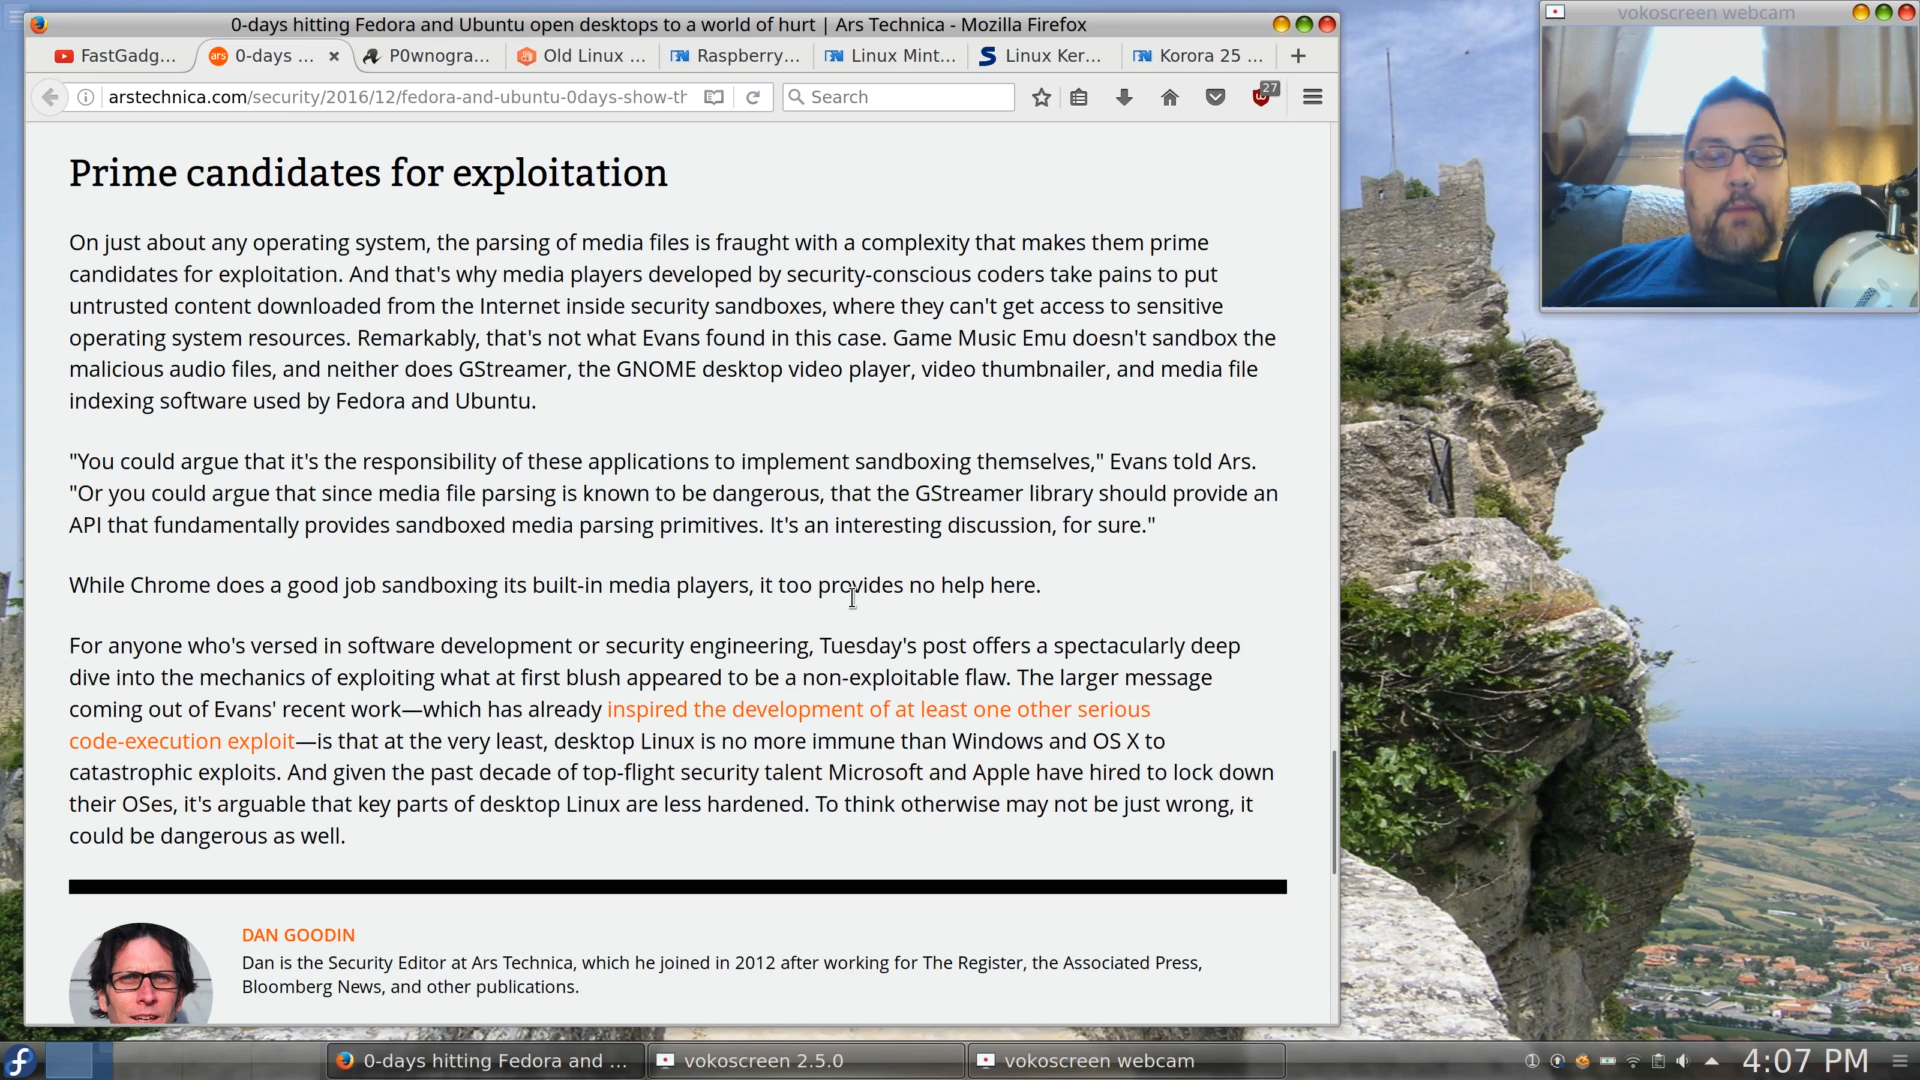 0-days hitting Fedora and Ubuntu open desktops to a world of hurt | Ars Technica - Mozilla Firefox
vokoscreen webcam
FastGadg...
ars
0-days ...
P0wnogra...
Old Linux ...
Raspberry...
Linux Mint...
Linux Ker...
Korora 25 ...
arstechnica.com/security/2016/12/fedora-and-ubuntu-0days-show-th
Search
27
Prime candidates for exploitation
On just about any operating system, the parsing of media files is fraught with a complexity that makes them prime
candidates for exploitation. And that's why media players developed by security-conscious coders take pains to put
untrusted content downloaded from the Internet inside security sandboxes, where they can't get access to sensitive
operating system resources. Remarkably, that's not what Evans found in this case. Game Music Emu doesn't sandbox the
malicious audio files, and neither does GStreamer, the GNOME desktop video player, video thumbnailer, and media file
indexing software used by Fedora and Ubuntu.
"You could argue that it's the responsibility of these applications to implement sandboxing themselves," Evans told Ars.
"Or you could argue that since media file parsing is known to be dangerous, that the GStreamer library should provide an
API that fundamentally provides sandboxed media parsing primitives. It's an interesting discussion, for sure."
While Chrome does a good job sandboxing its built-in media players, it too provides no help here.
For anyone who's versed in software development or security engineering, Tuesday's post offers a spectacularly deep
dive into the mechanics of exploiting what at first blush appeared to be a non-exploitable flaw. The larger message
coming out of Evans' recent work—which has already inspired the development of at least one other serious
code-execution exploit—is that at the very least, desktop Linux is no more immune than Windows and OS X to
catastrophic exploits. And given the past decade of top-flight security talent Microsoft and Apple have hired to lock down
their OSes, it's arguable that key parts of desktop Linux are less hardened. To think otherwise may not be just wrong, it
could be dangerous as well.
DAN GOODIN
Dan is the Security Editor at Ars Technica, which he joined in 2012 after working for The Register, the Associated Press,
Bloomberg News, and other publications.
0-days hitting Fedora and ...
vokoscreen 2.5.0
vokoscreen webcam
4:07 PM